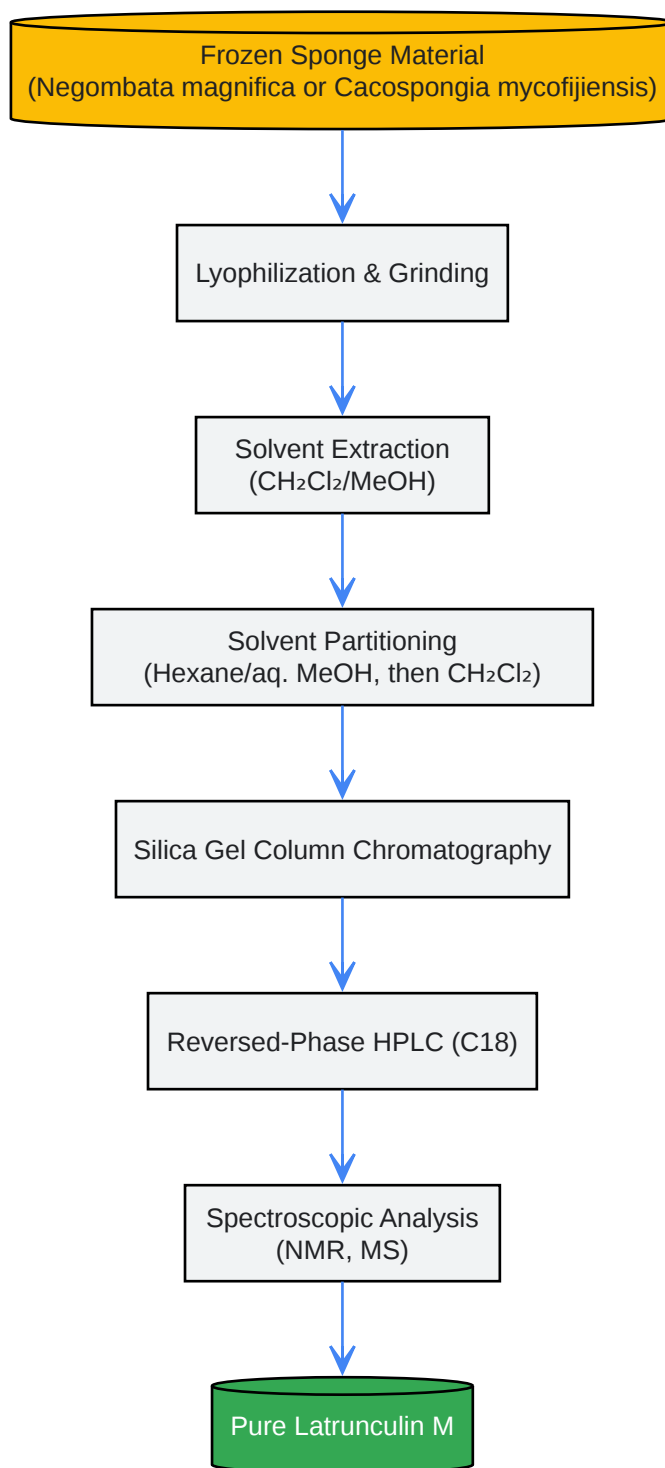 Frozen Sponge Material
(Negombata magnifica or Cacospongia mycofijiensis)
Lyophilization & Grinding
Solvent Extraction
(CH₂Cl₂/MeOH)
Solvent Partitioning
(Hexane/aq. MeOH, then CH₂Cl₂)
Silica Gel Column Chromatography
Reversed-Phase HPLC (C18)
Spectroscopic Analysis
(NMR, MS)
Pure Latrunculin M